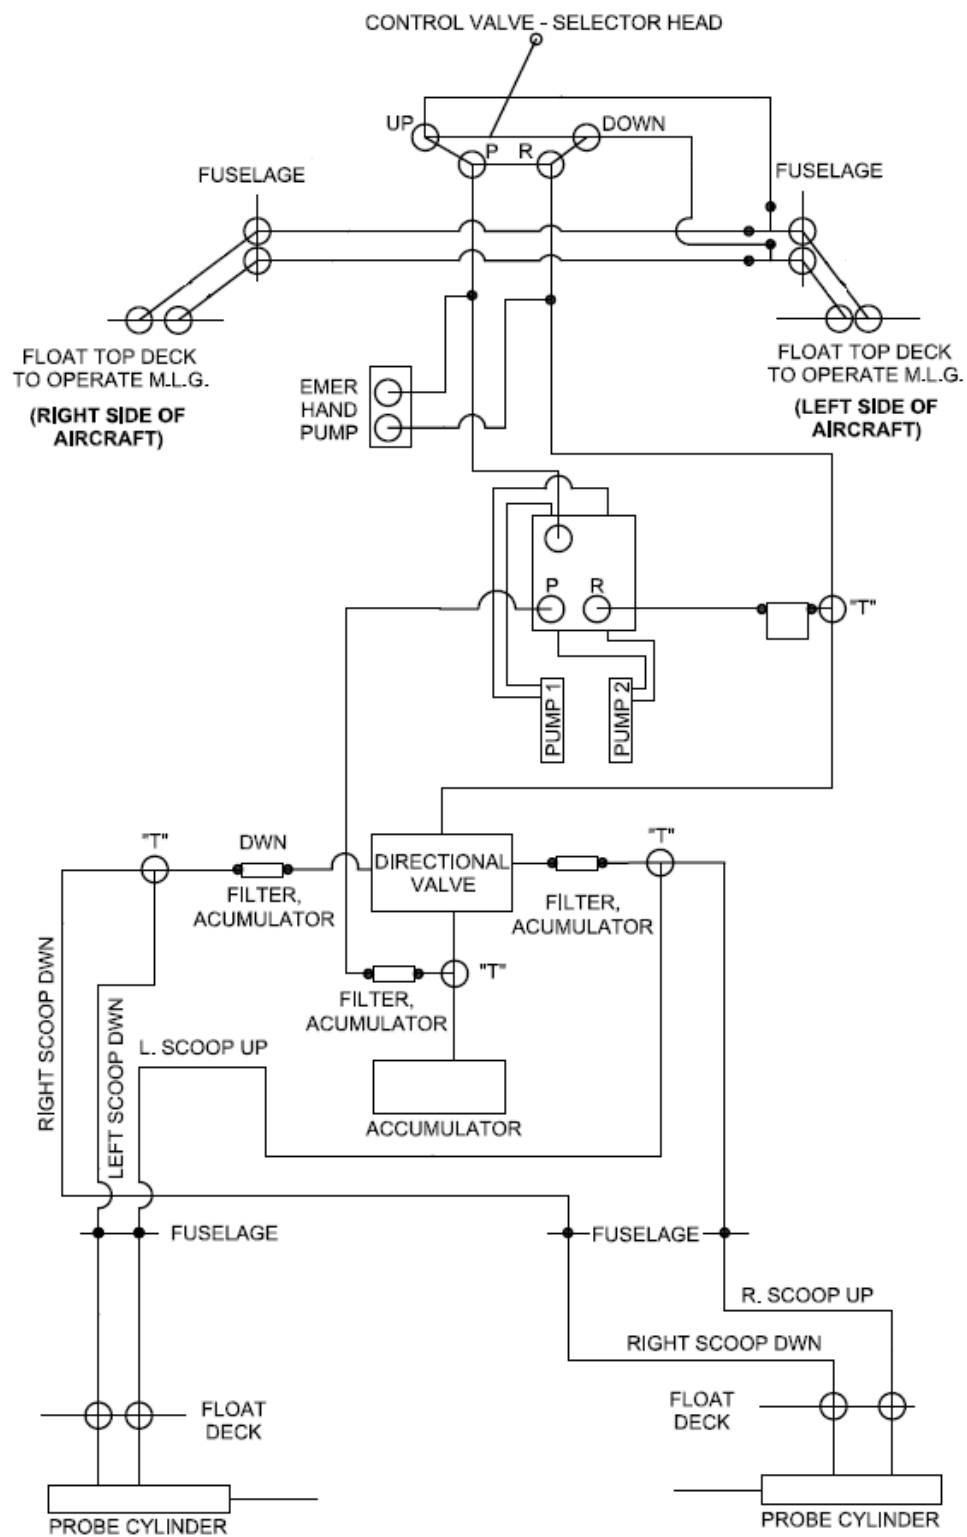 CONTROL VALVE - SELECTOR HEAD
UP
DOWN
P
R
FUSELAGE
FUSELAGE
FLOAT TOP DECK
TO OPERATE M.L.G.
(RIGHT SIDE OF
AIRCRAFT)
FLOAT TOP DECK
TO OPERATE M.L.G.
(LEFT SIDE OF
AIRCRAFT)
EMER
HAND
PUMP
P
R
"T"
PUMP 1
PUMP 2
"T"
DWN
DIRECTIONAL
VALVE
"T"
FILTER,
ACUMULATOR
FILTER,
ACUMULATOR
"T"
FILTER,
ACUMULATOR
RIGHT SCOOP DWN
LEFT SCOOP DWN
L. SCOOP UP
ACCUMULATOR
FUSELAGE
FUSELAGE
R. SCOOP UP
RIGHT SCOOP DWN
FLOAT
DECK
FLOAT
DECK
PROBE CYLINDER
PROBE CYLINDER